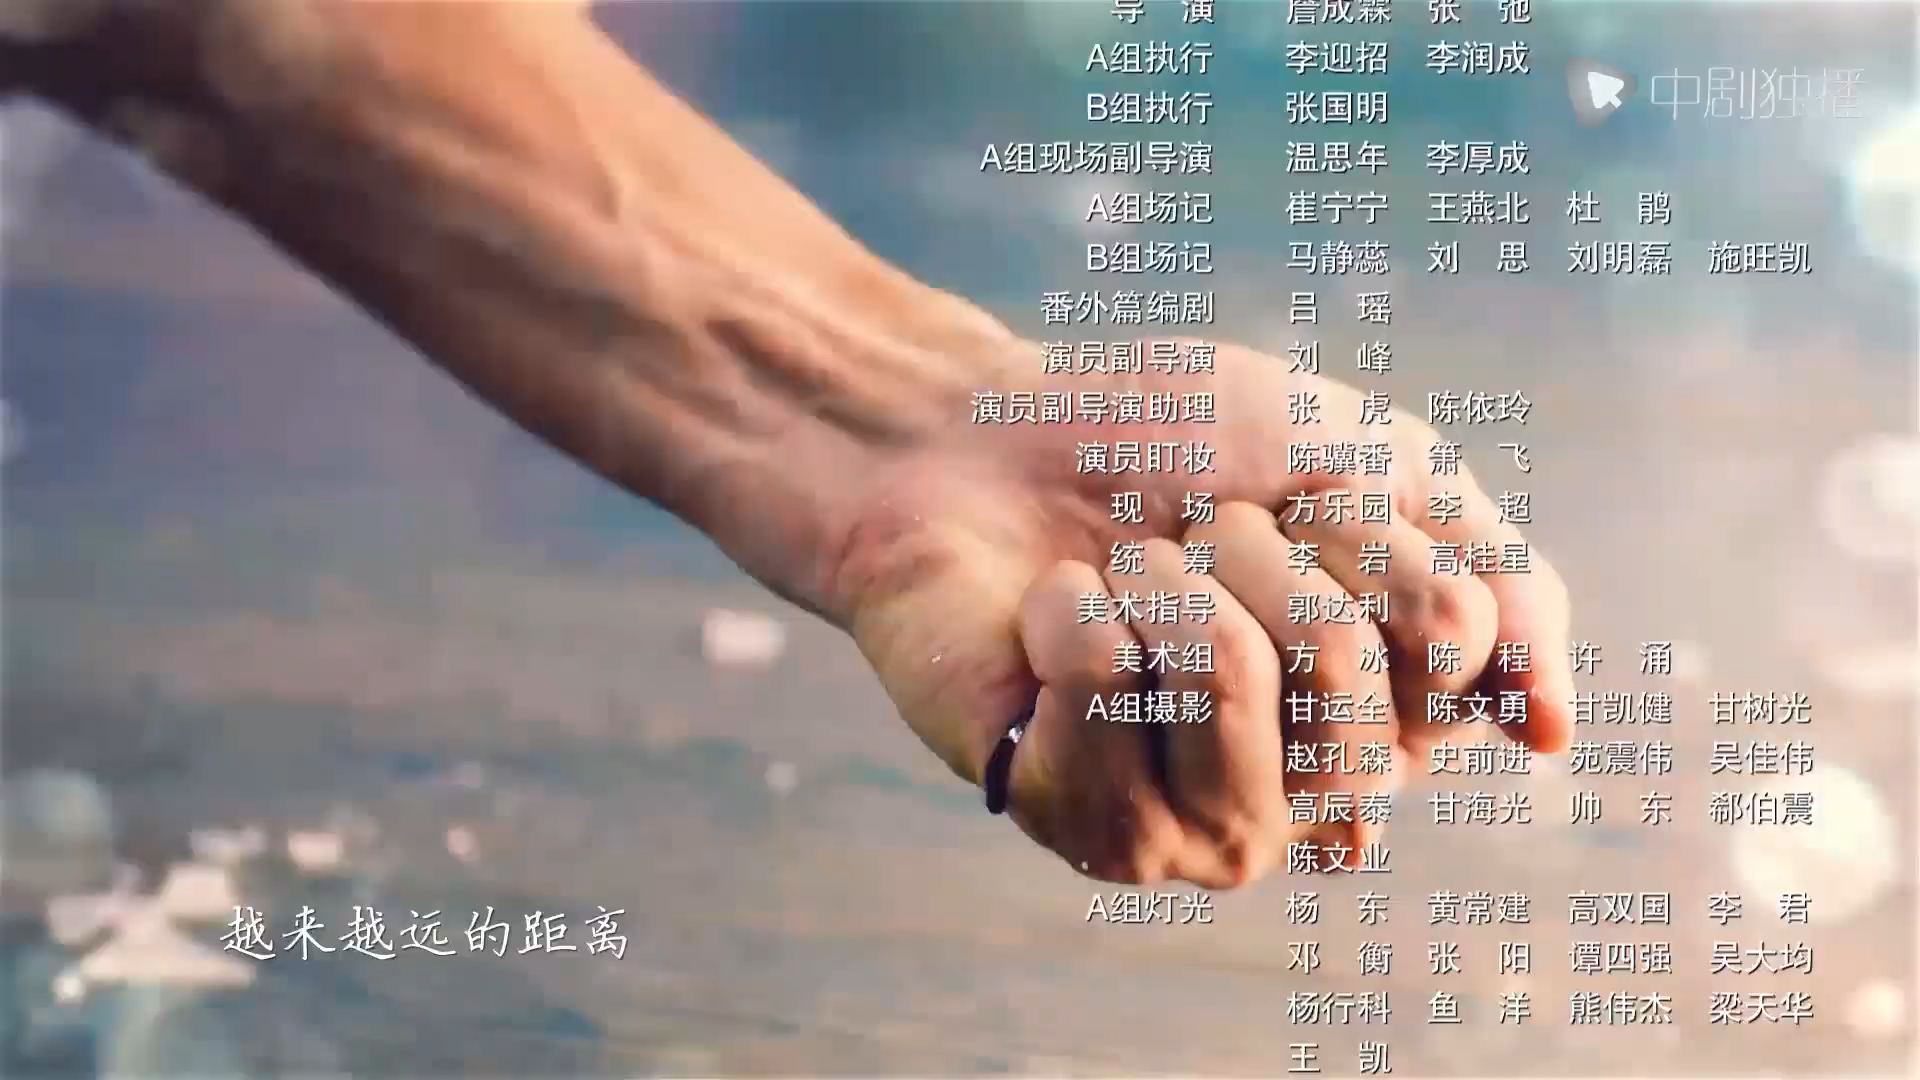 导 演 詹成霖 张 弛
A组执行 李迎招 李润成
中剧独播
B组执行 张国明
A组现场副导演 温思年 李厚成
A组场记 崔宁宁 王燕北 杜 鹃
B组场记 马静蕊 刘 思 刘明磊 施旺凯
番外篇编剧 吕 瑶
演员副导演 刘 峰
演员副导演助理 张 虎 陈依玲
演员盯妆 陈骥番 箫 飞
现 场 方乐园 李 超
统 筹 李 岩 高桂星
美术指导 郭达利
美术组 方 冰 陈 程 许 涌
A组摄影 甘运全 陈文勇 甘凯健 甘树光
赵孔森 史前进 苑震伟 吴佳伟
高辰泰 甘海光 帅 东 郗伯震
陈文业
A组灯光 杨 东 黄常建 高双国 李 君
越来越远的距离
邓 衡 张 阳 谭四强 吴大均
杨行科 鱼 洋 熊伟杰 梁天华
王 凯